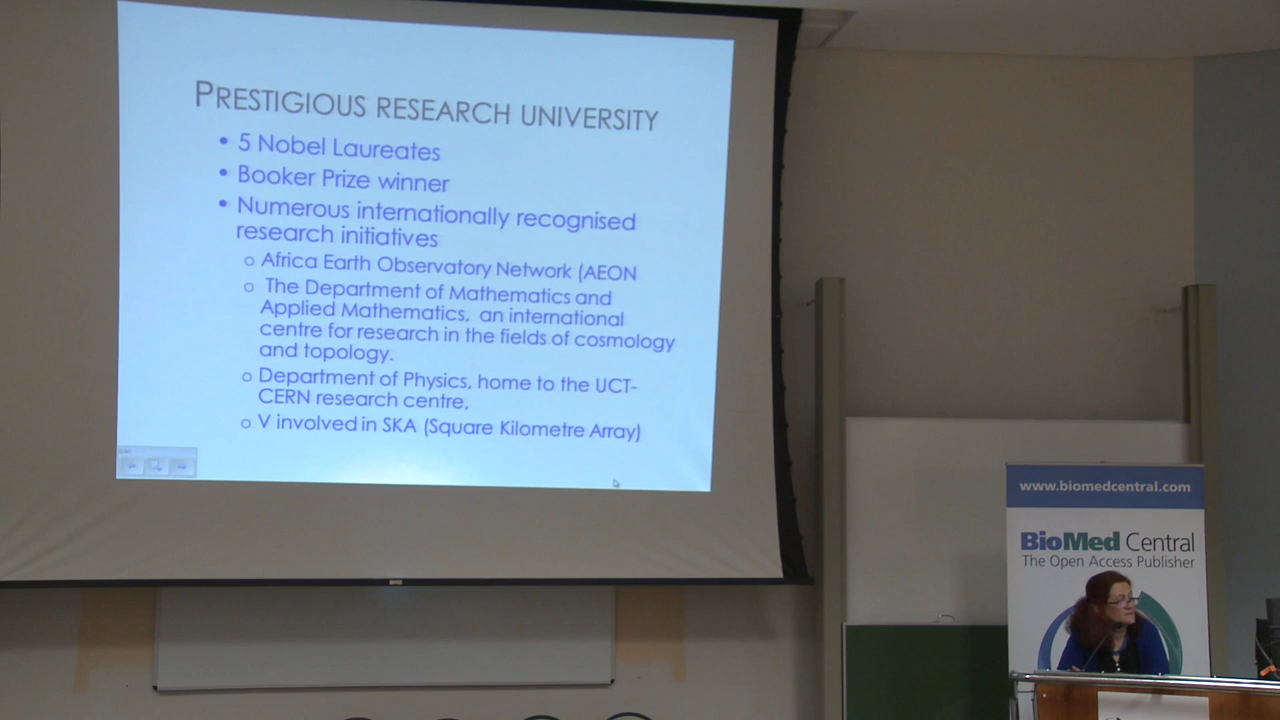 PRESTIGIOUS RESEARCH UNIVERSITY
• 5 Nobel Laureates
• Booker Prize winner
• Numerous internationally recognised
research initiatives
o Africa Earth Observatory Network (AEON
o The Department of Mathematics and
Applied Mathematics, an international
centre for research in the fields of cosmology
and topology.
o Department of Physics, home to the UCT-
CERN research centre,
o V involved in SKA (Square Kilometre Array)
www.biomedcentral.com
BioMed Central
The Open Access Publisher